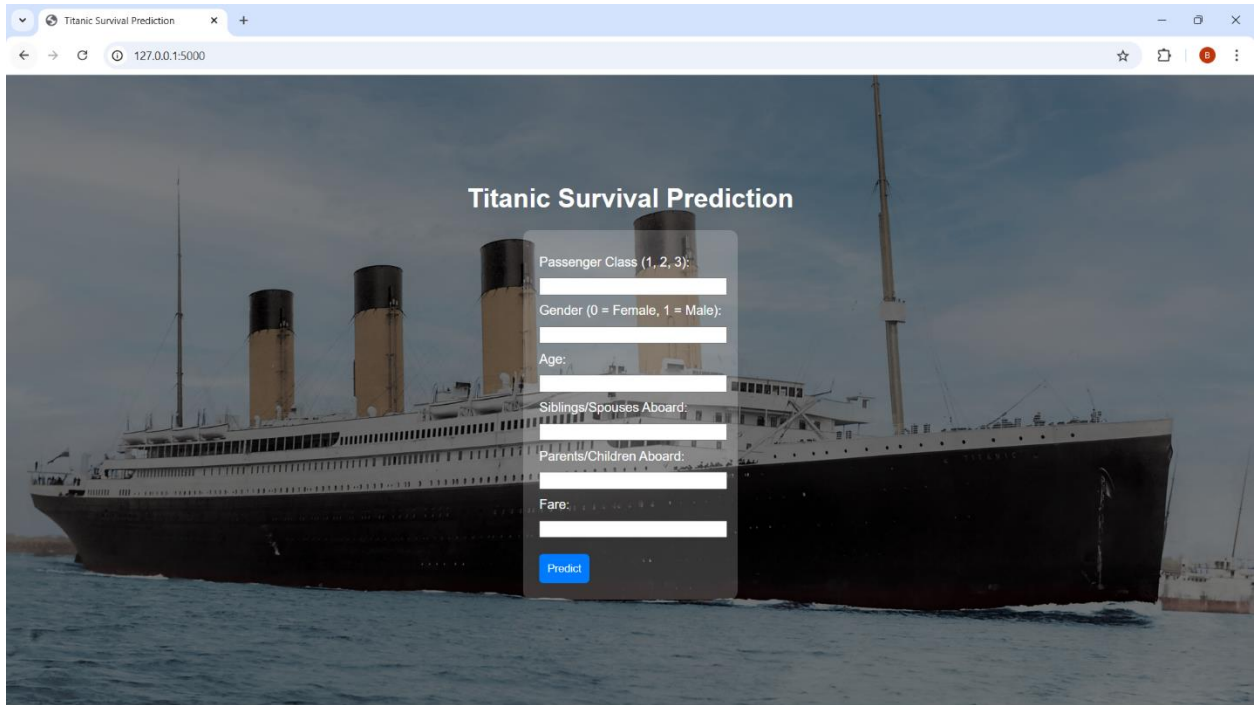 Titanic Survival Prediction
127.0.0.1:5000
B
Titanic Survival Prediction
Passenger Class (1, 2, 3):
Gender (0 = Female, 1 = Male):
Age:
Siblings/Spouses Aboard:
Parents/Children Aboard:
TITANIC
Fare:
Predict